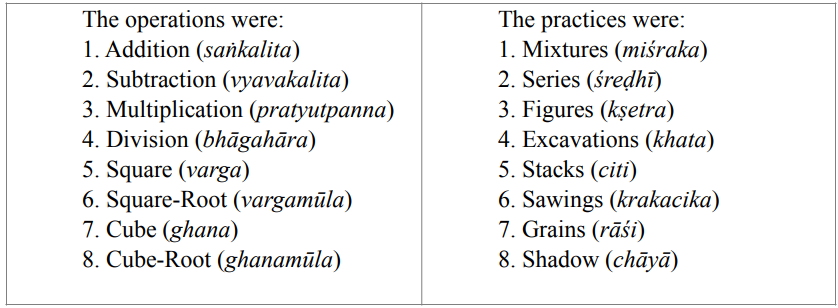 The operations were:
1. Addition (saṅkalita)
2. Subtraction (vyavakalita)
3. Multiplication (pratyutpanna)
4. Division (bhāgahāra)
5. Square (varga)
6. Square-Root (vargamūla)
7. Cube (ghana)
8. Cube-Root (ghanamūla)
The practices were:
1. Mixtures (miśraka)
2. Series (śreḍhī)
3. Figures (kṣetra)
4. Excavations (khata)
5. Stacks (citi)
6. Sawings (krakacika)
7. Grains (rāśi)
8. Shadow (chāyā)